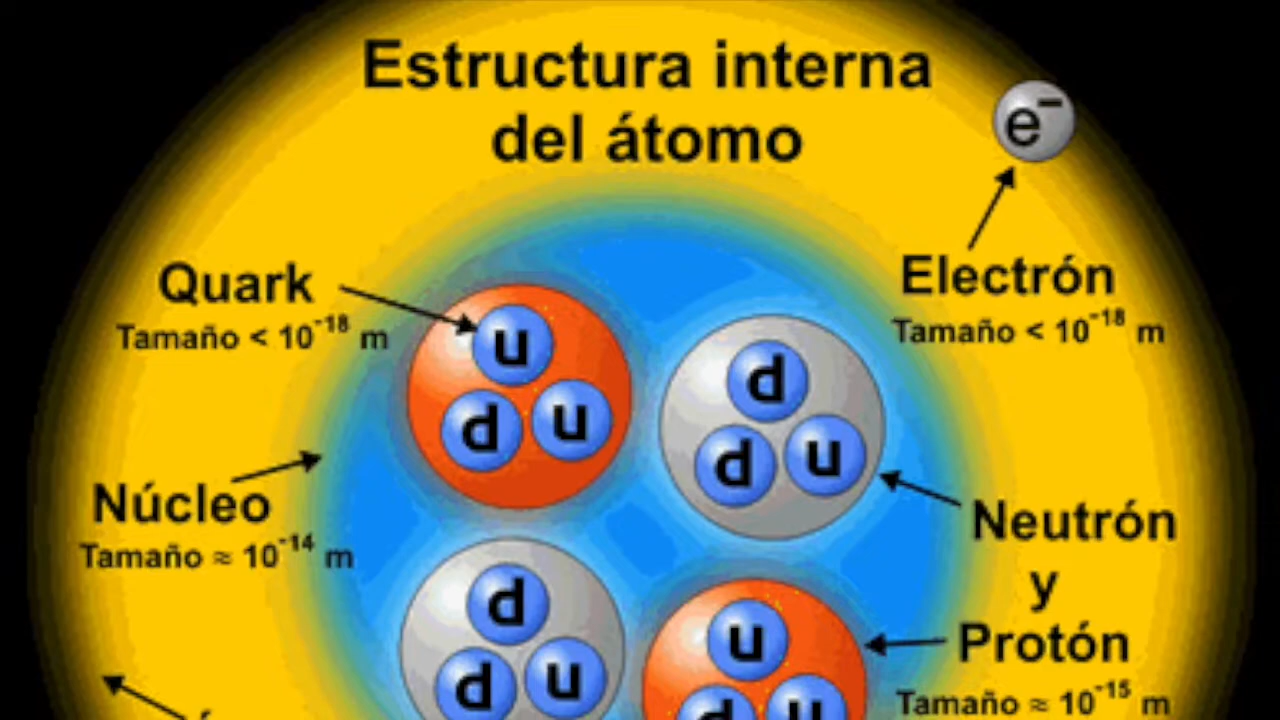 Estructura interna
del átomo
e⁻
Electrón
Tamaño < 10⁻¹⁸ m
Quark
Tamaño < 10⁻¹⁸ m
u
d u
d
d u
Núcleo
Tamaño ≈ 10⁻¹⁴ m
Neutrón
y
Protón
Tamaño ≈ 10⁻¹⁵ m
d
d u
u
d u